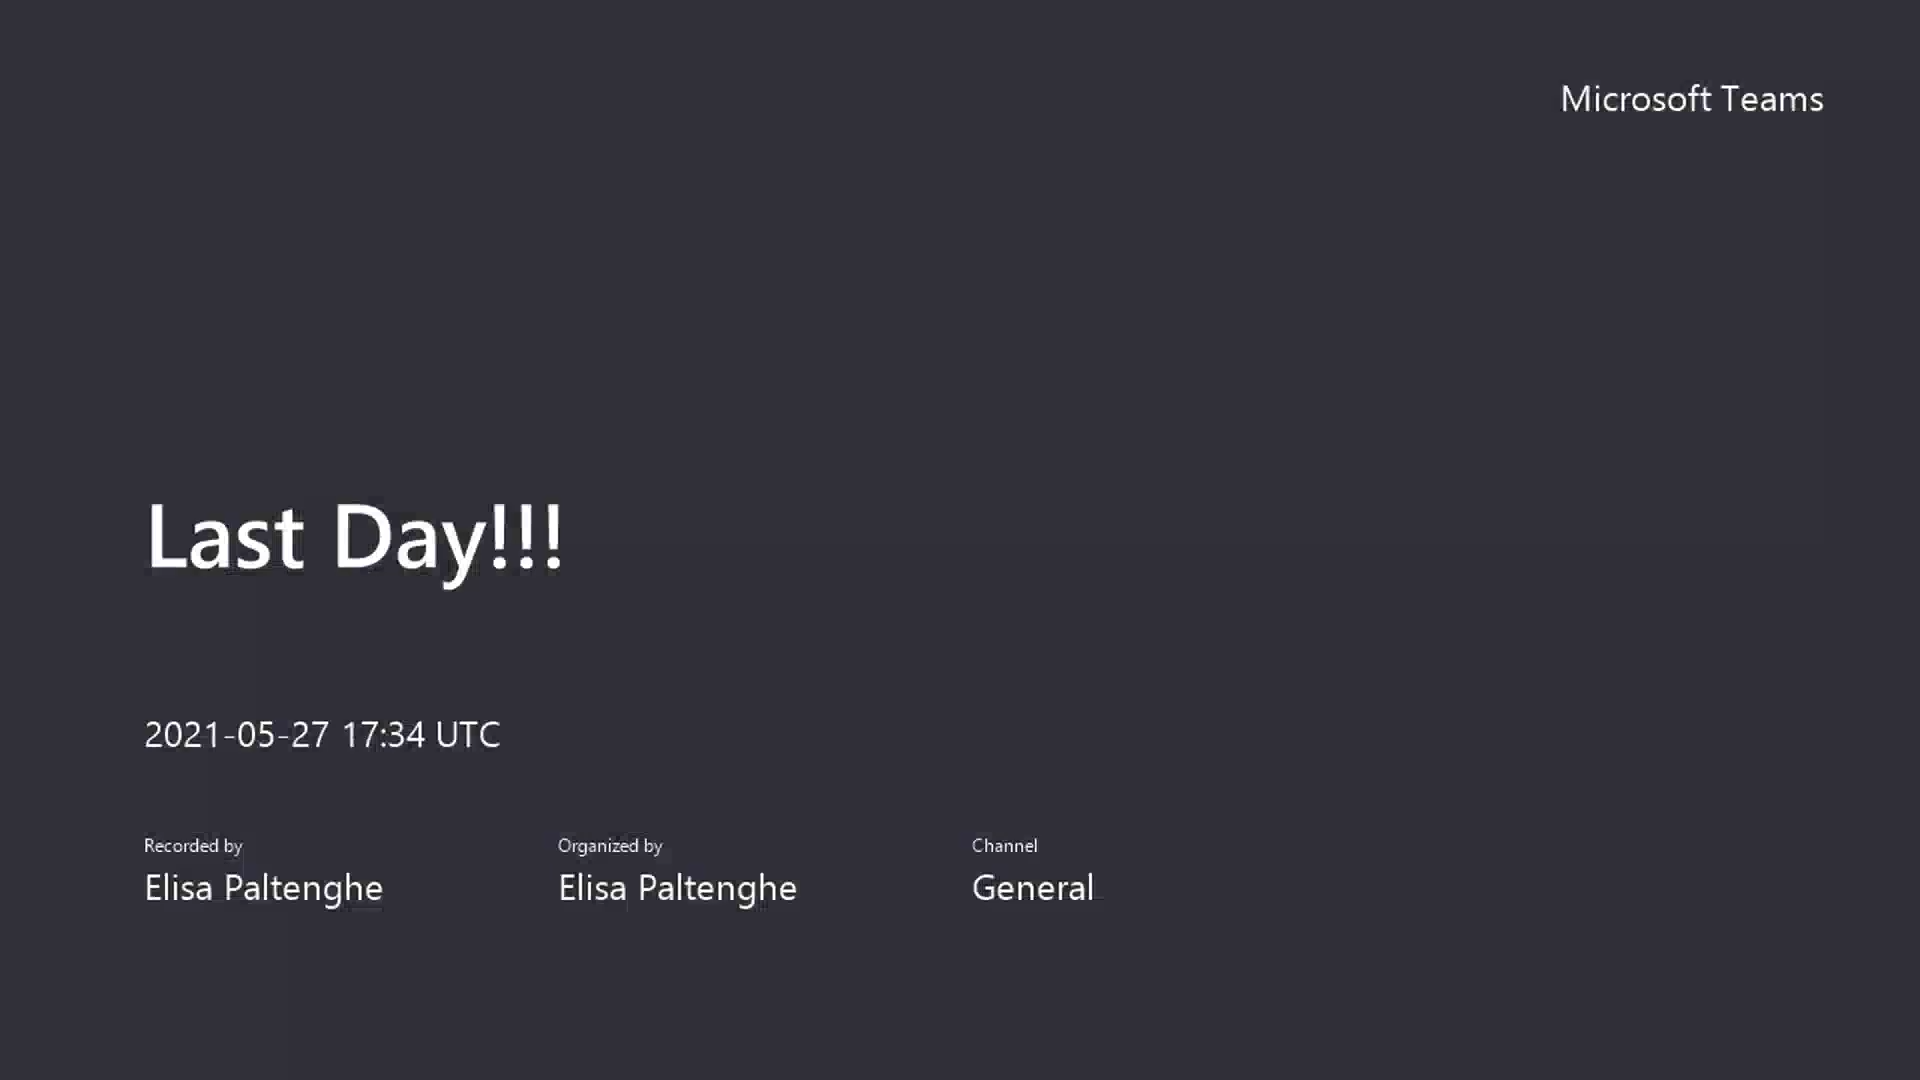 Microsoft Teams
Last Day!!!
2021-05-27 17:34 UTC
Recorded by
Elisa Paltenghe
Organized by
Elisa Paltenghe
Channel
General